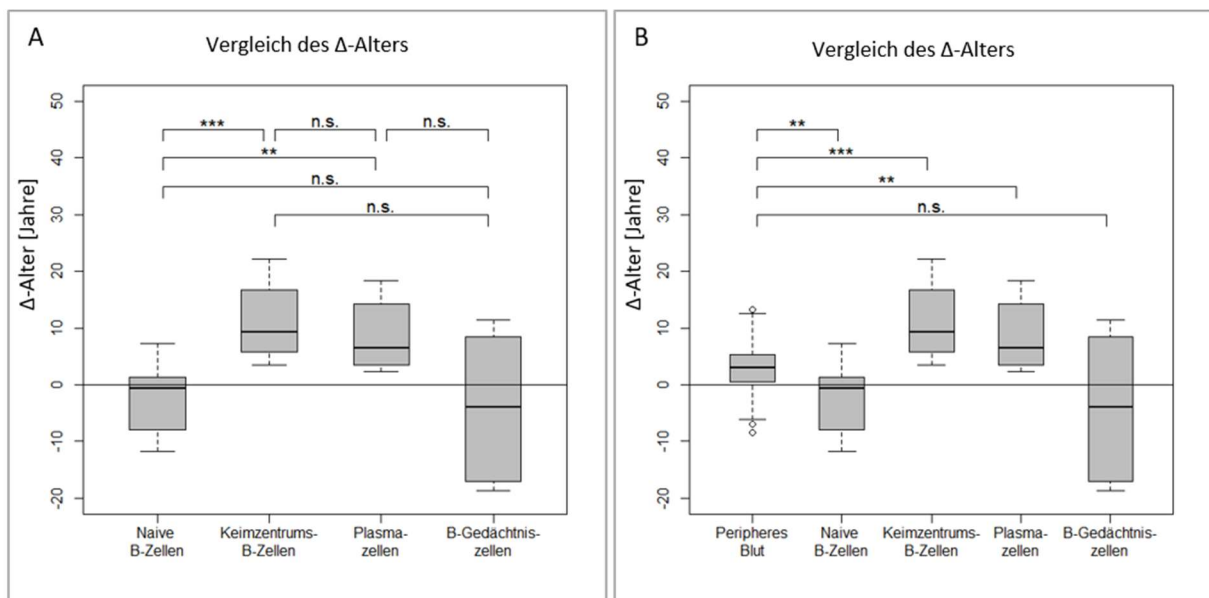 A
Vergleich des Δ-Alters
Δ-Alter [Jahre]
50
40
30
20
10
0
-10
-20
***
n.s.
n.s.
**
n.s.
n.s.
Naive
B-Zellen
Keimzentrums-
B-Zellen
Plasma-
zellen
B-Gedächtnis-
zellen
B
Vergleich des Δ-Alters
Δ-Alter [Jahre]
50
40
30
20
10
0
-10
-20
**
***
**
n.s.
Peripheres
Blut
Naive
B-Zellen
Keimzentrums-
B-Zellen
Plasma-
zellen
B-Gedächtnis-
zellen